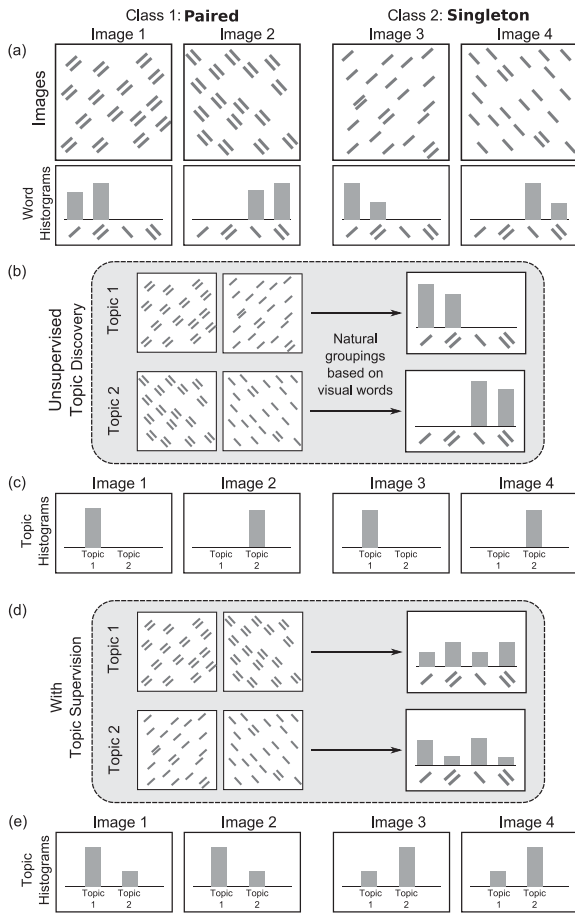 Class 1: Paired
Class 2: Singleton
Image 1
Image 2
Image 3
Image 4
(a)
Images
Word
Historgrams
(b)
Unsupervised
Topic Discovery
Topic 1
Topic 2
Natural
groupings
based on
visual words
(c)
Image 1
Image 2
Image 3
Image 4
Topic
Histograms
Topic
1
Topic
2
Topic
1
Topic
2
Topic
1
Topic
2
Topic
1
Topic
2
(d)
With
Topic Supervision
Topic 1
Topic 2
(e)
Image 1
Image 2
Image 3
Image 4
Topic
Histograms
Topic
1
Topic
2
Topic
1
Topic
2
Topic
1
Topic
2
Topic
1
Topic
2